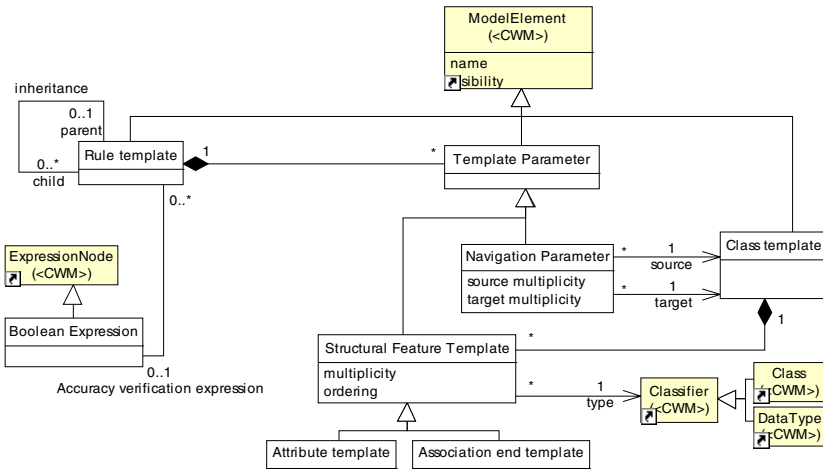 ModelElement
(<CWM>)
name
sibility
inheritance
0..1
parent
Rule template
0..*
child
1
*
Template Parameter
0..*
ExpressionNode
(<CWM>)
Boolean Expression
0..1
Accuracy verification expression
Navigation Parameter
source multiplicity
target multiplicity
*
1
source
*
1
target
Class template
1
Structural Feature Template
multiplicity
ordering
*
*
1
type
Classifier
(<CWM>)
Class
(<CWM>)
DataType
(<CWM>)
Attribute template
Association end template